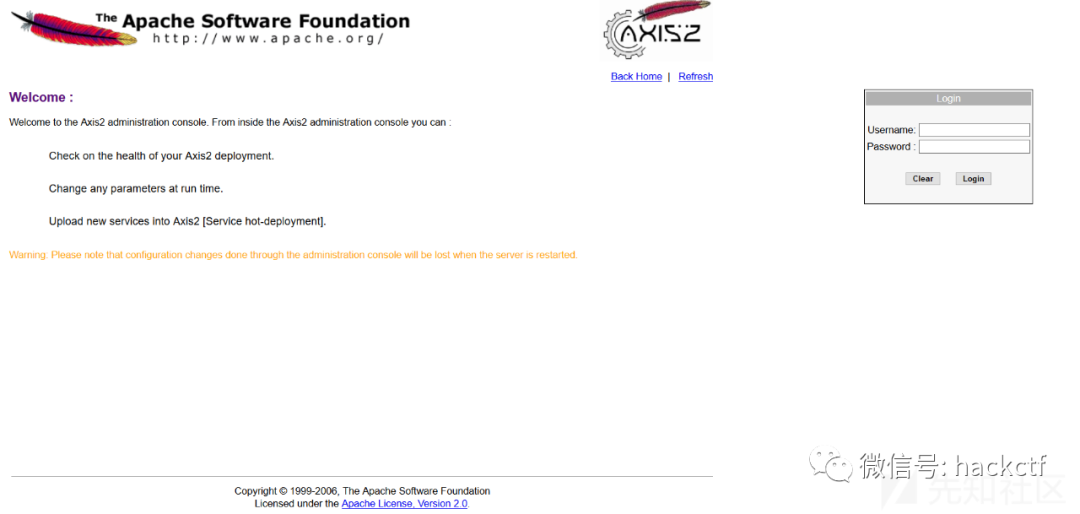 The Apache Software Foundation
http://www.apache.org/
AXIS2
Back Home | Refresh
Welcome :
Welcome to the Axis2 administration console. From inside the Axis2 administration console you can :
Check on the health of your Axis2 deployment.
Change any parameters at run time.
Upload new services into Axis2 [Service hot-deployment].
Warning: Please note that configuration changes done through the administration console will be lost when the server is restarted.
Login
Username:
Password :
Clear Login
Copyright © 1999-2006, The Apache Software Foundation
Licensed under the Apache License, Version 2.0.
微信号: hackctf
先知社区